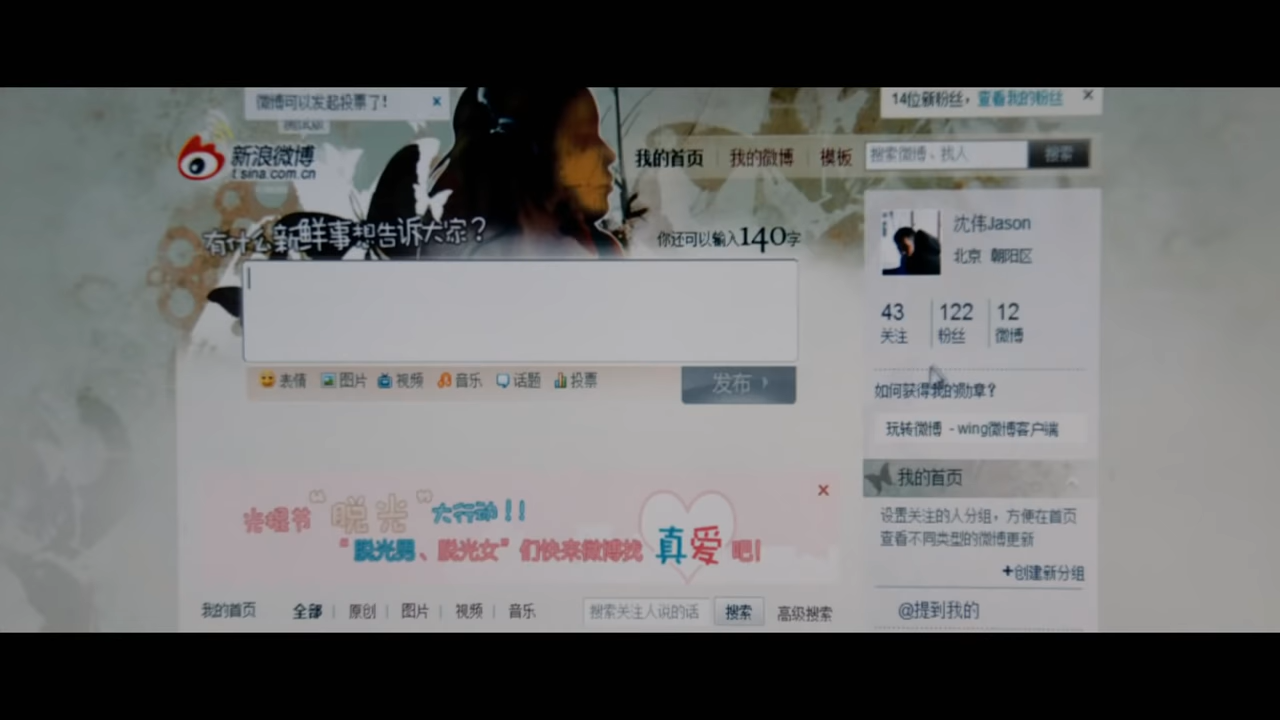 微博可以发起投票了!
14位新粉丝，查看我的粉丝
测试版
新浪微博
t.sina.com.cn
我的首页 我的微博 模板 搜索微博、找人 搜索
有什么新鲜事想告诉大家? 你还可以输入140字
沈伟Jason
北京 朝阳区
43 122 12
关注 粉丝 微博
表情 图片 视频 音乐 话题 投票 发布
如何获得我的勋章?
玩转微博 - wing微博客户端
我的首页
光棍节“脱光”大行动!!
“脱光男、脱光女”们快来微博找真爱吧!
设置关注的人分组，方便在首页
查看不同类型的微博更新
+创建新分组
我的首页 全部 原创 图片 视频 音乐 搜索关注人说的话 搜索 高级搜索
@提到我的